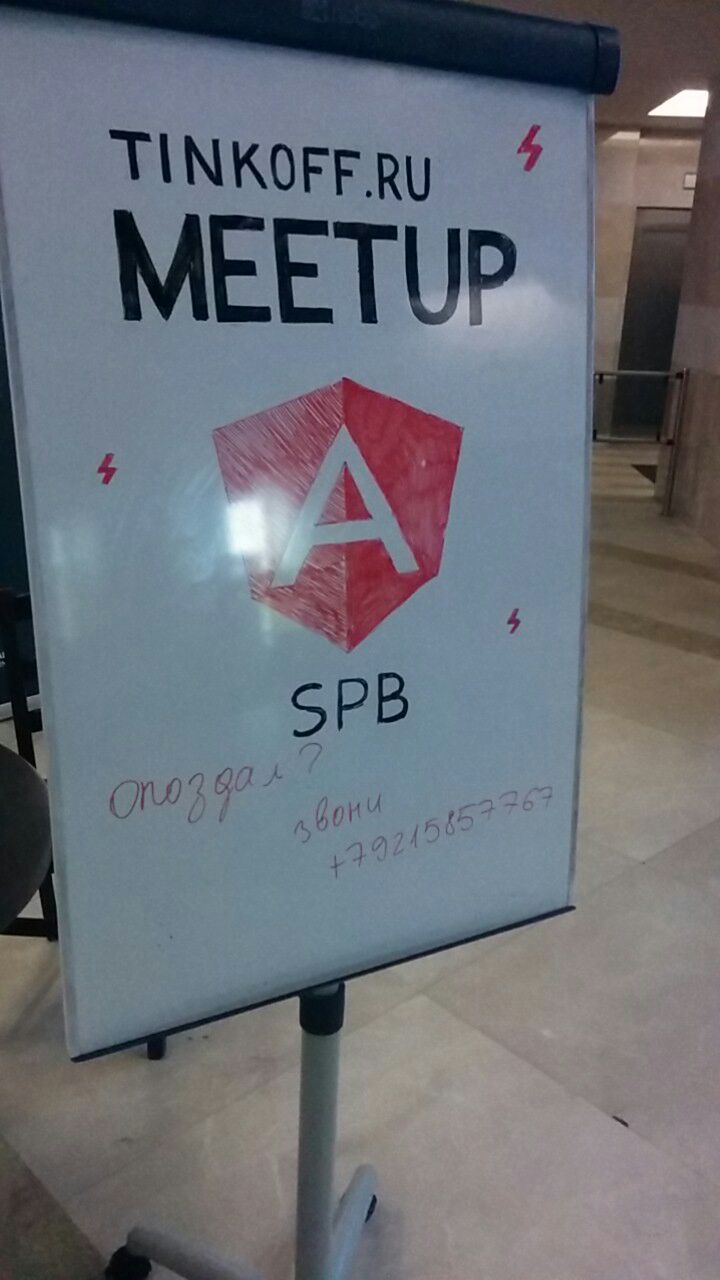 TINKOFF.RU
MEETUP
A
SPB
опоздал?
звони
+79215857767